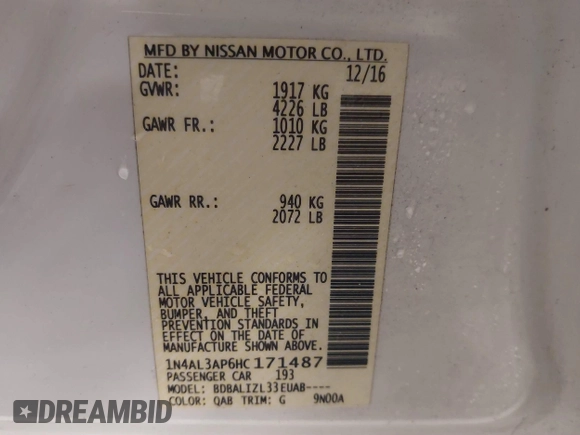 MFD BY NISSAN MOTOR CO., LTD.
DATE: 12/16
GVWR: 1917 KG
4226 LB
GAWR FR.: 1010 KG
2227 LB
GAWR RR.: 940 KG
2072 LB
THIS VEHICLE CONFORMS TO
ALL APPLICABLE FEDERAL
MOTOR VEHICLE SAFETY,
BUMPER, AND THEFT
PREVENTION STANDARDS IN
EFFECT ON THE DATE OF
MANUFACTURE SHOWN ABOVE.
1N4AL3AP6HC171487
PASSENGER CAR 193
MODEL: BDBALIZL33EUAB----
COLOR: QAB TRIM: G 9N00A
DREAMBID